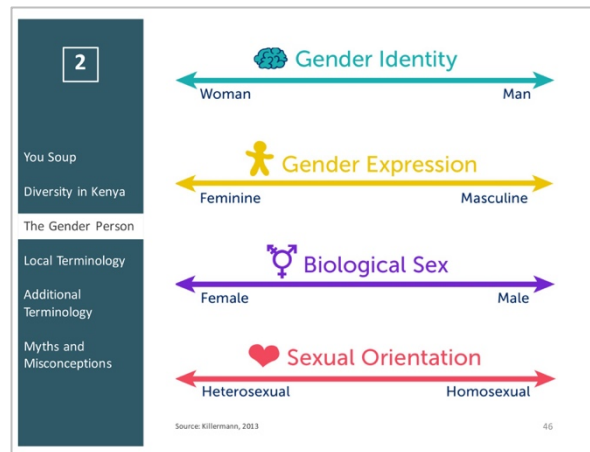 2
You Soup
Diversity in Kenya
The Gender Person
Local Terminology
Additional
Terminology
Myths and
Misconceptions
Gender Identity
Woman Man
Gender Expression
Feminine Masculine
Biological Sex
Female Male
Sexual Orientation
Heterosexual Homosexual
Source: Killermann, 2013 46